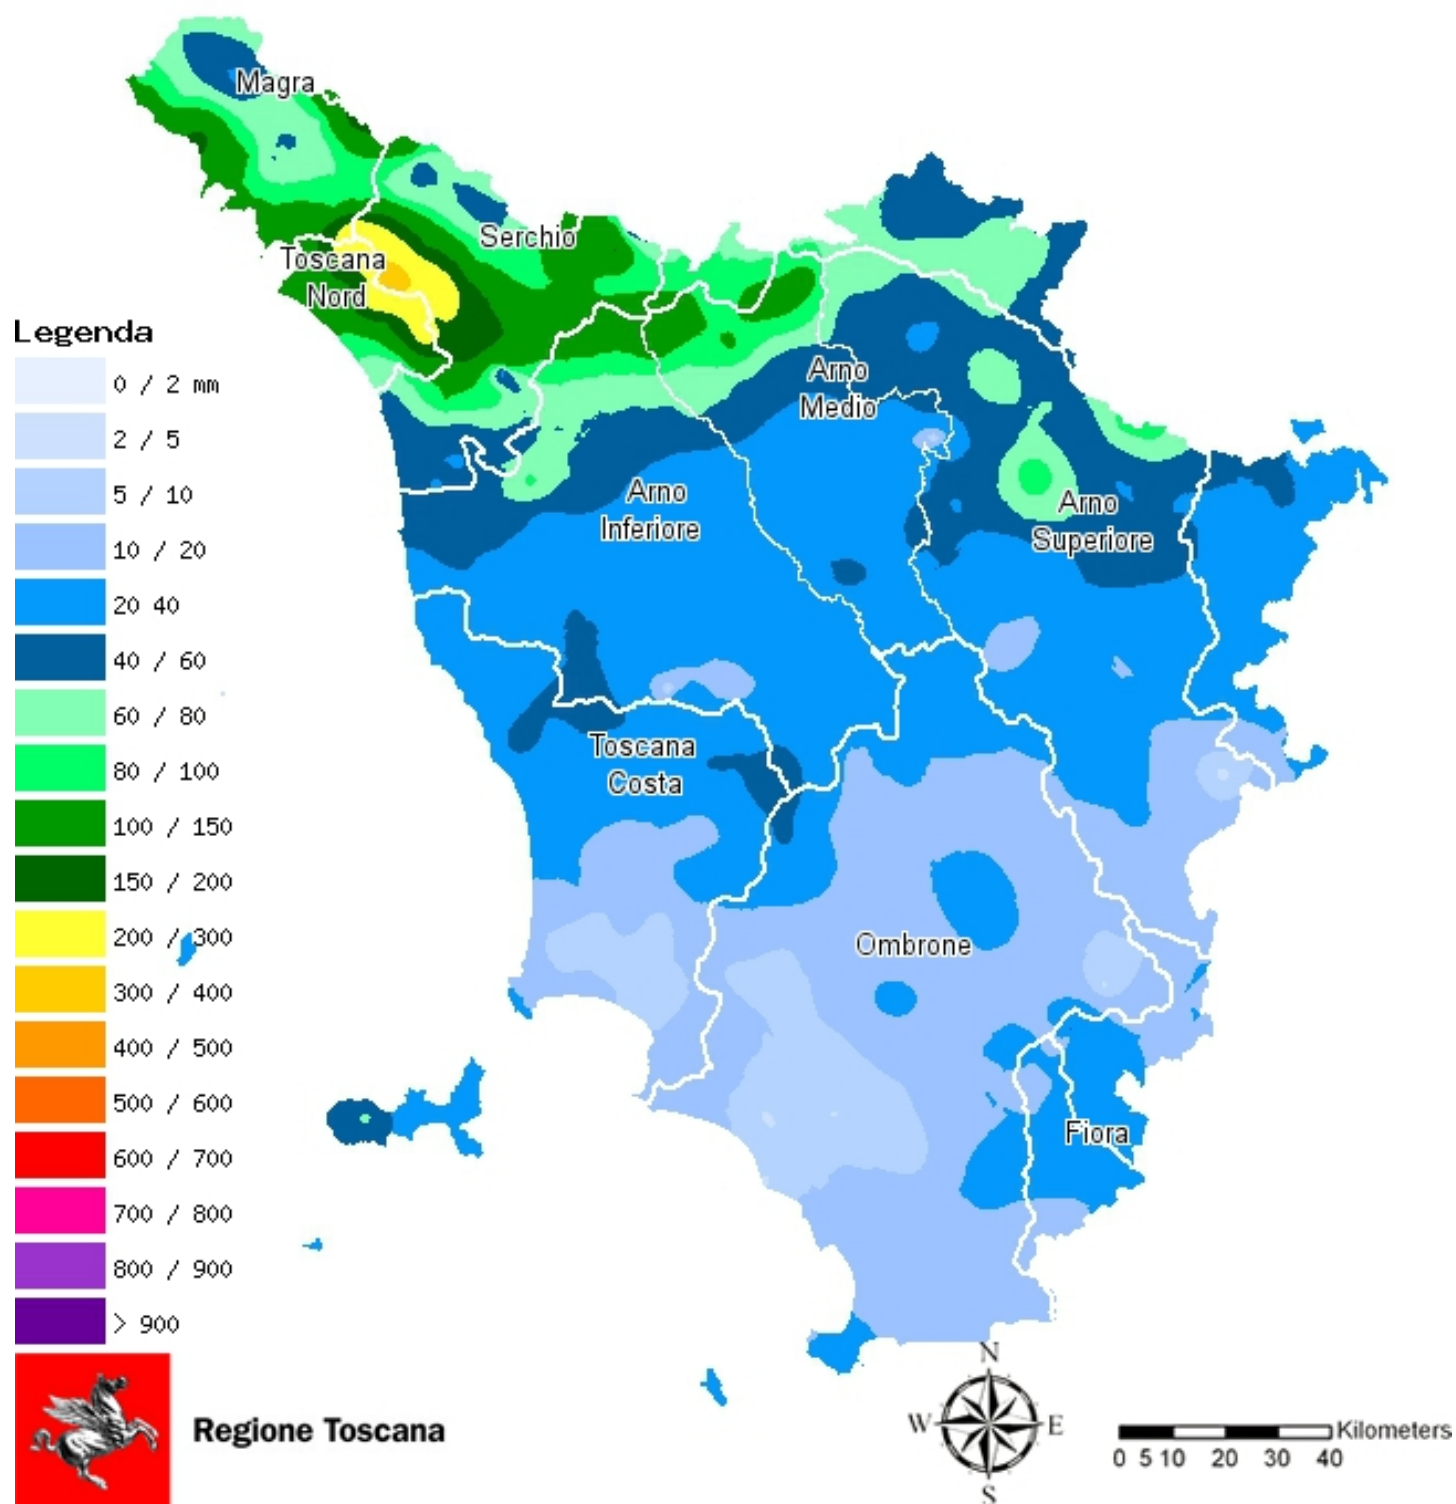 Magra
Serchio
Toscana
Nord
Legenda
0 / 2 mm
2 / 5
5 / 10
10 / 20
20 40
40 / 60
60 / 80
80 / 100
100 / 150
150 / 200
200 / 300
300 / 400
400 / 500
500 / 600
600 / 700
700 / 800
800 / 900
> 900
Arno
Medio
Arno
Inferiore
Arno
Superiore
Toscana
Costa
Ombrone
Fiora
Regione Toscana
N
W E
S
Kilometers
0 5 10 20 30 40